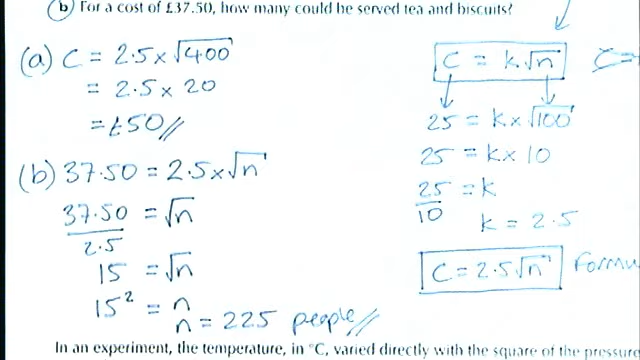 b For a cost of £37.50, how many could be served tea and biscuits?
(a) C = 2.5 x √400
= 2.5 x 20
= £50//
(b) 37.50 = 2.5 x √n
37.50 / 2.5 = √n
15 = √n
15² = n
n = 225 people//
C = k√n
25 = k x √100
25 = k x 10
25/10 = k
k = 2.5
C = 2.5√n
In an experiment, the temperature, in °C, varied directly with the square of the pressure